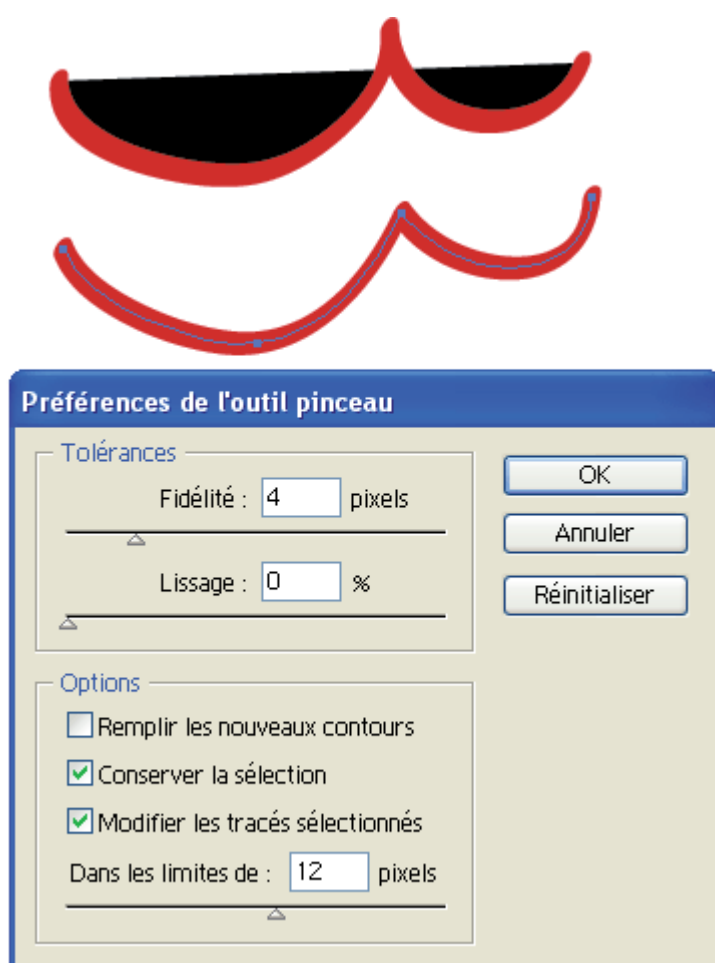 Préférences de l'outil pinceau
Tolérances
Fidélité : 4 pixels
Lissage : 0 %
OK
Annuler
Réinitialiser
Options
Remplir les nouveaux contours
Conserver la sélection
Modifier les tracés sélectionnés
Dans les limites de : 12 pixels